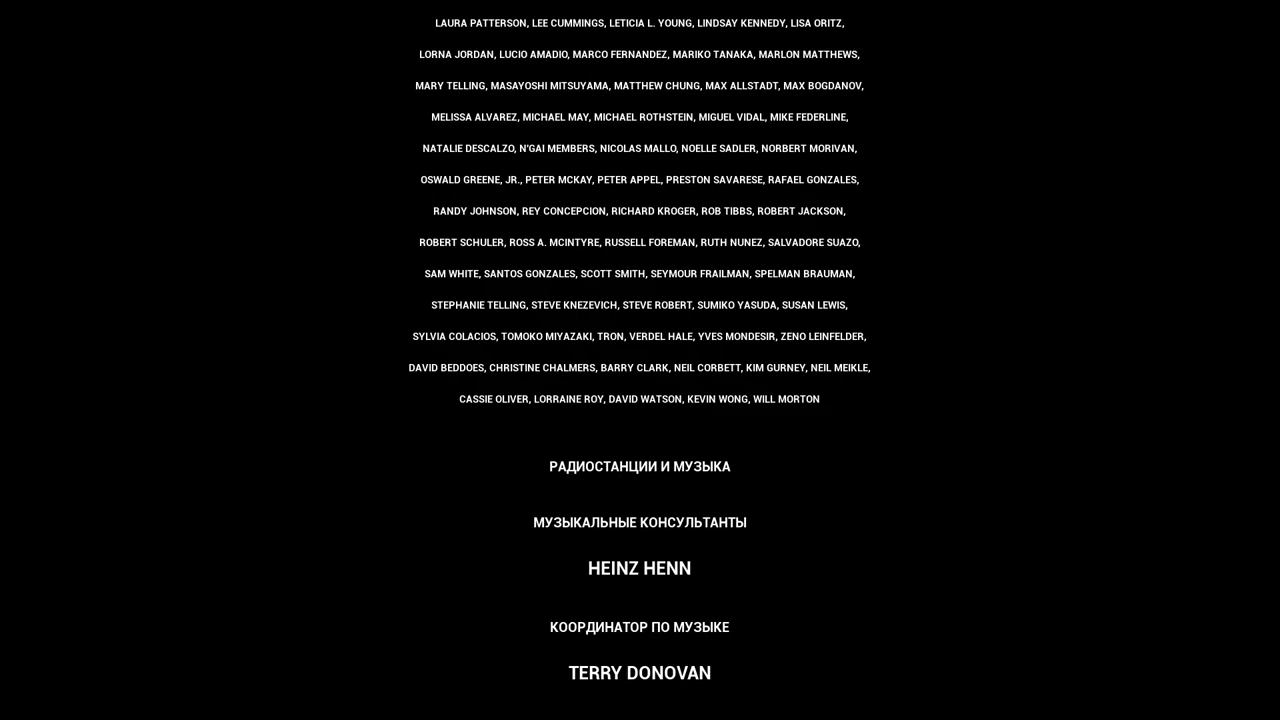 LAURA PATTERSON, LEE CUMMINGS, LETICIA L. YOUNG, LINDSAY KENNEDY, LISA ORITZ,
LORNA JORDAN, LUCIO AMADIO, MARCO FERNANDEZ, MARIKO TANAKA, MARLON MATTHEWS,
MARY TELLING, MASAYOSHI MITSUYAMA, MATTHEW CHUNG, MAX ALLSTADT, MAX BOGDANOV,
MELISSA ALVAREZ, MICHAEL MAY, MICHAEL ROTHSTEIN, MIGUEL VIDAL, MIKE FEDERLINE,
NATALIE DESCALZO, N'GAI MEMBERS, NICOLAS MALLO, NOELLE SADLER, NORBERT MORIVAN,
OSWALD GREENE, JR., PETER MCKAY, PETER APPEL, PRESTON SAVARESE, RAFAEL GONZALES,
RANDY JOHNSON, REY CONCEPCION, RICHARD KROGER, ROB TIBBS, ROBERT JACKSON,
ROBERT SCHULER, ROSS A. MCINTYRE, RUSSELL FOREMAN, RUTH NUNEZ, SALVADORE SUAZO,
SAM WHITE, SANTOS GONZALES, SCOTT SMITH, SEYMOUR FRAILMAN, SPELMAN BRAUMAN,
STEPHANIE TELLING, STEVE KNEZEVICH, STEVE ROBERT, SUMIKO YASUDA, SUSAN LEWIS,
SYLVIA COLACIOS, TOMOKO MIYAZAKI, TRON, VERDEL HALE, YVES MONDESIR, ZENO LEINFELDER,
DAVID BEDDOES, CHRISTINE CHALMERS, BARRY CLARK, NEIL CORBETT, KIM GURNEY, NEIL MEIKLE,
CASSIE OLIVER, LORRAINE ROY, DAVID WATSON, KEVIN WONG, WILL MORTON
РАДИОСТАНЦИИ И МУЗЫКА
МУЗЫКАЛЬНЫЕ КОНСУЛЬТАНТЫ
HEINZ HENN
КООРДИНАТОР ПО МУЗЫКЕ
TERRY DONOVAN